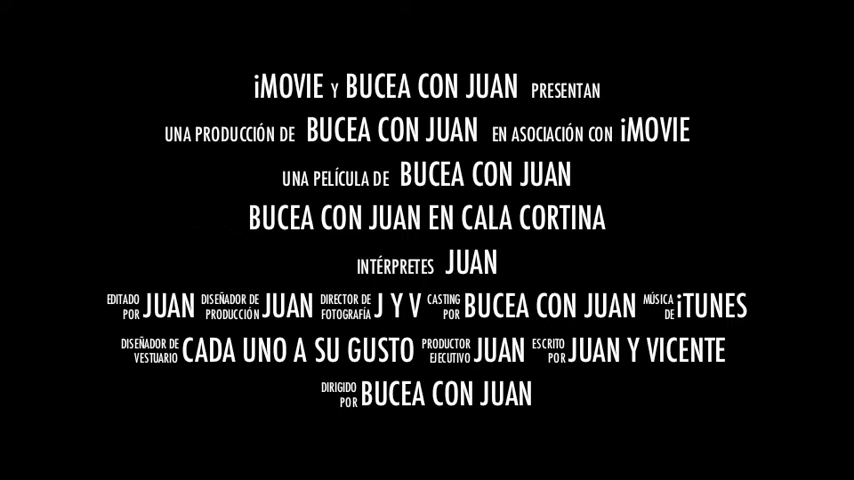 iMOVIE Y BUCEA CON JUAN PRESENTAN
UNA PRODUCCIÓN DE BUCEA CON JUAN EN ASOCIACIÓN CON iMOVIE
UNA PELÍCULA DE BUCEA CON JUAN
BUCEA CON JUAN EN CALA CORTINA
INTÉRPRETES JUAN
EDITADO POR JUAN DISEÑADOR DE PRODUCCIÓN JUAN DIRECTOR DE FOTOGRAFÍA J Y V CASTING POR BUCEA CON JUAN MÚSICA DE iTUNES
DISEÑADOR DE VESTUARIO CADA UNO A SU GUSTO PRODUCTOR EJECUTIVO JUAN ESCRITO POR JUAN Y VICENTE
DIRIGIDO POR BUCEA CON JUAN